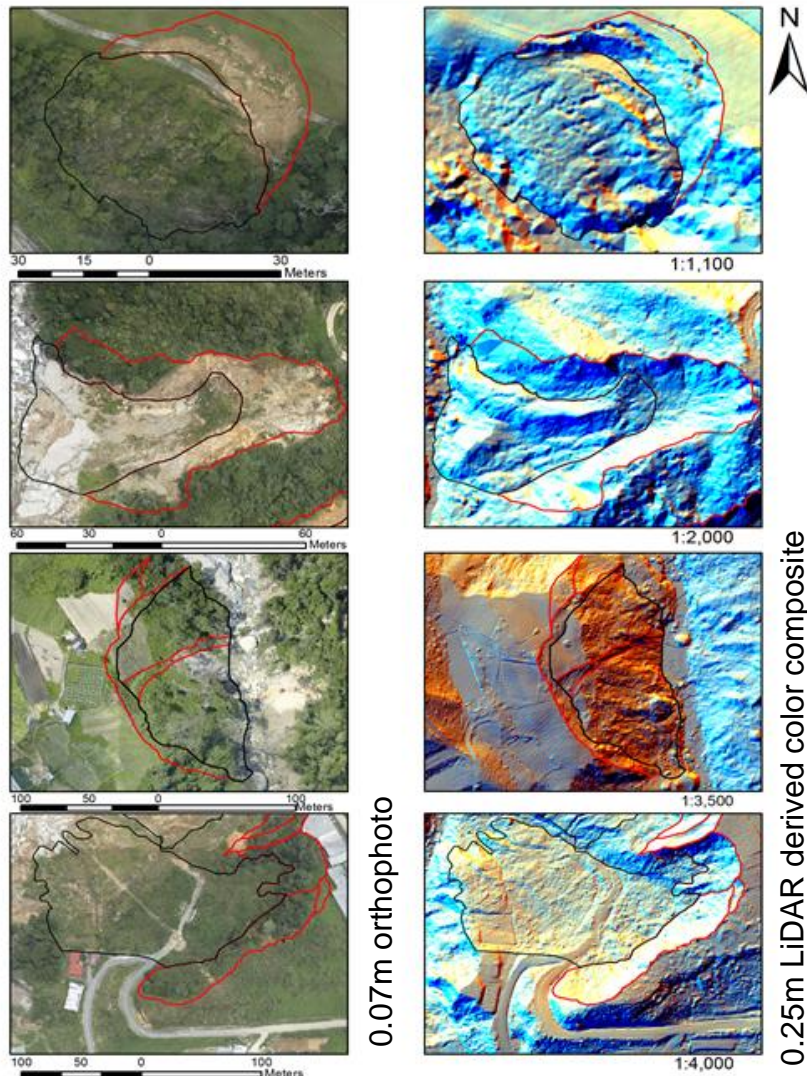 N
30 15 0 30
Meters
1:1,100
60 30 0 60
Meters
1:2,000
100 50 0 100
Meters
1:3,500
100 50 0 100
Meters
1:4,000
0.07m orthophoto
0.25m LiDAR derived color composite